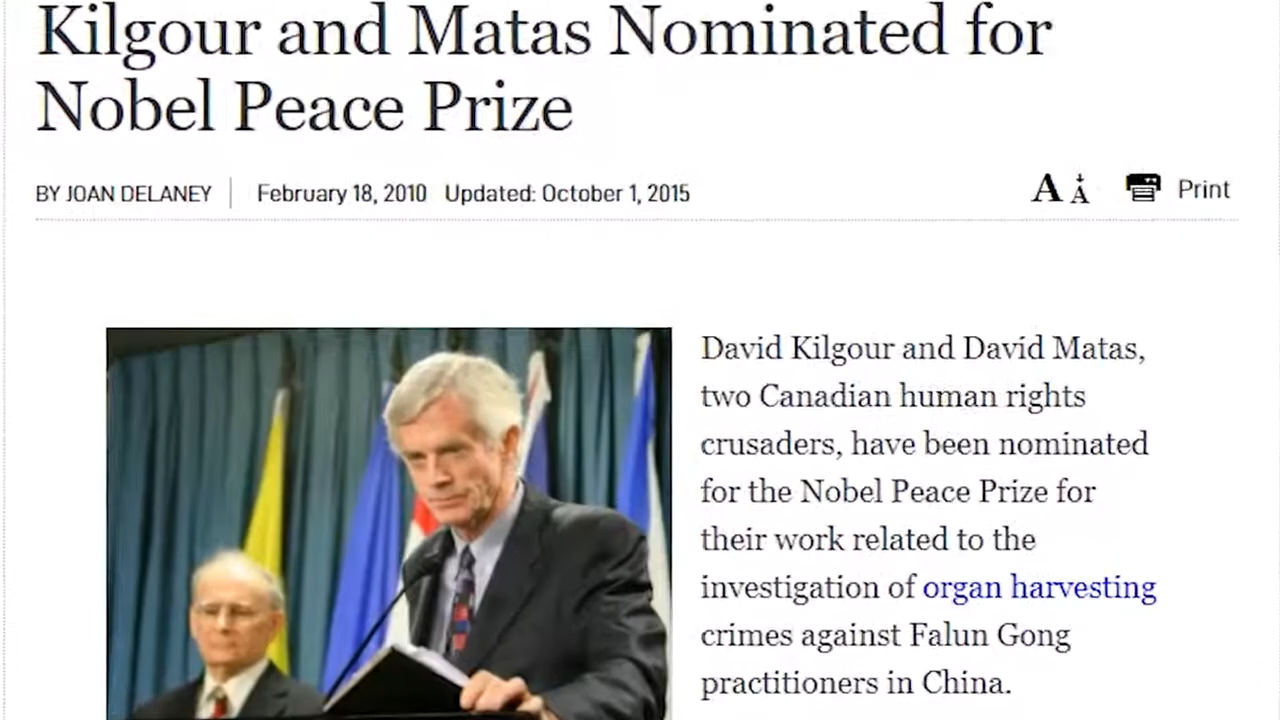 Kilgour and Matas Nominated for
Nobel Peace Prize
BY JOAN DELANEY February 18, 2010 Updated: October 1, 2015
A A Print
David Kilgour and David Matas,
two Canadian human rights
crusaders, have been nominated
for the Nobel Peace Prize for
their work related to the
investigation of organ harvesting
crimes against Falun Gong
practitioners in China.